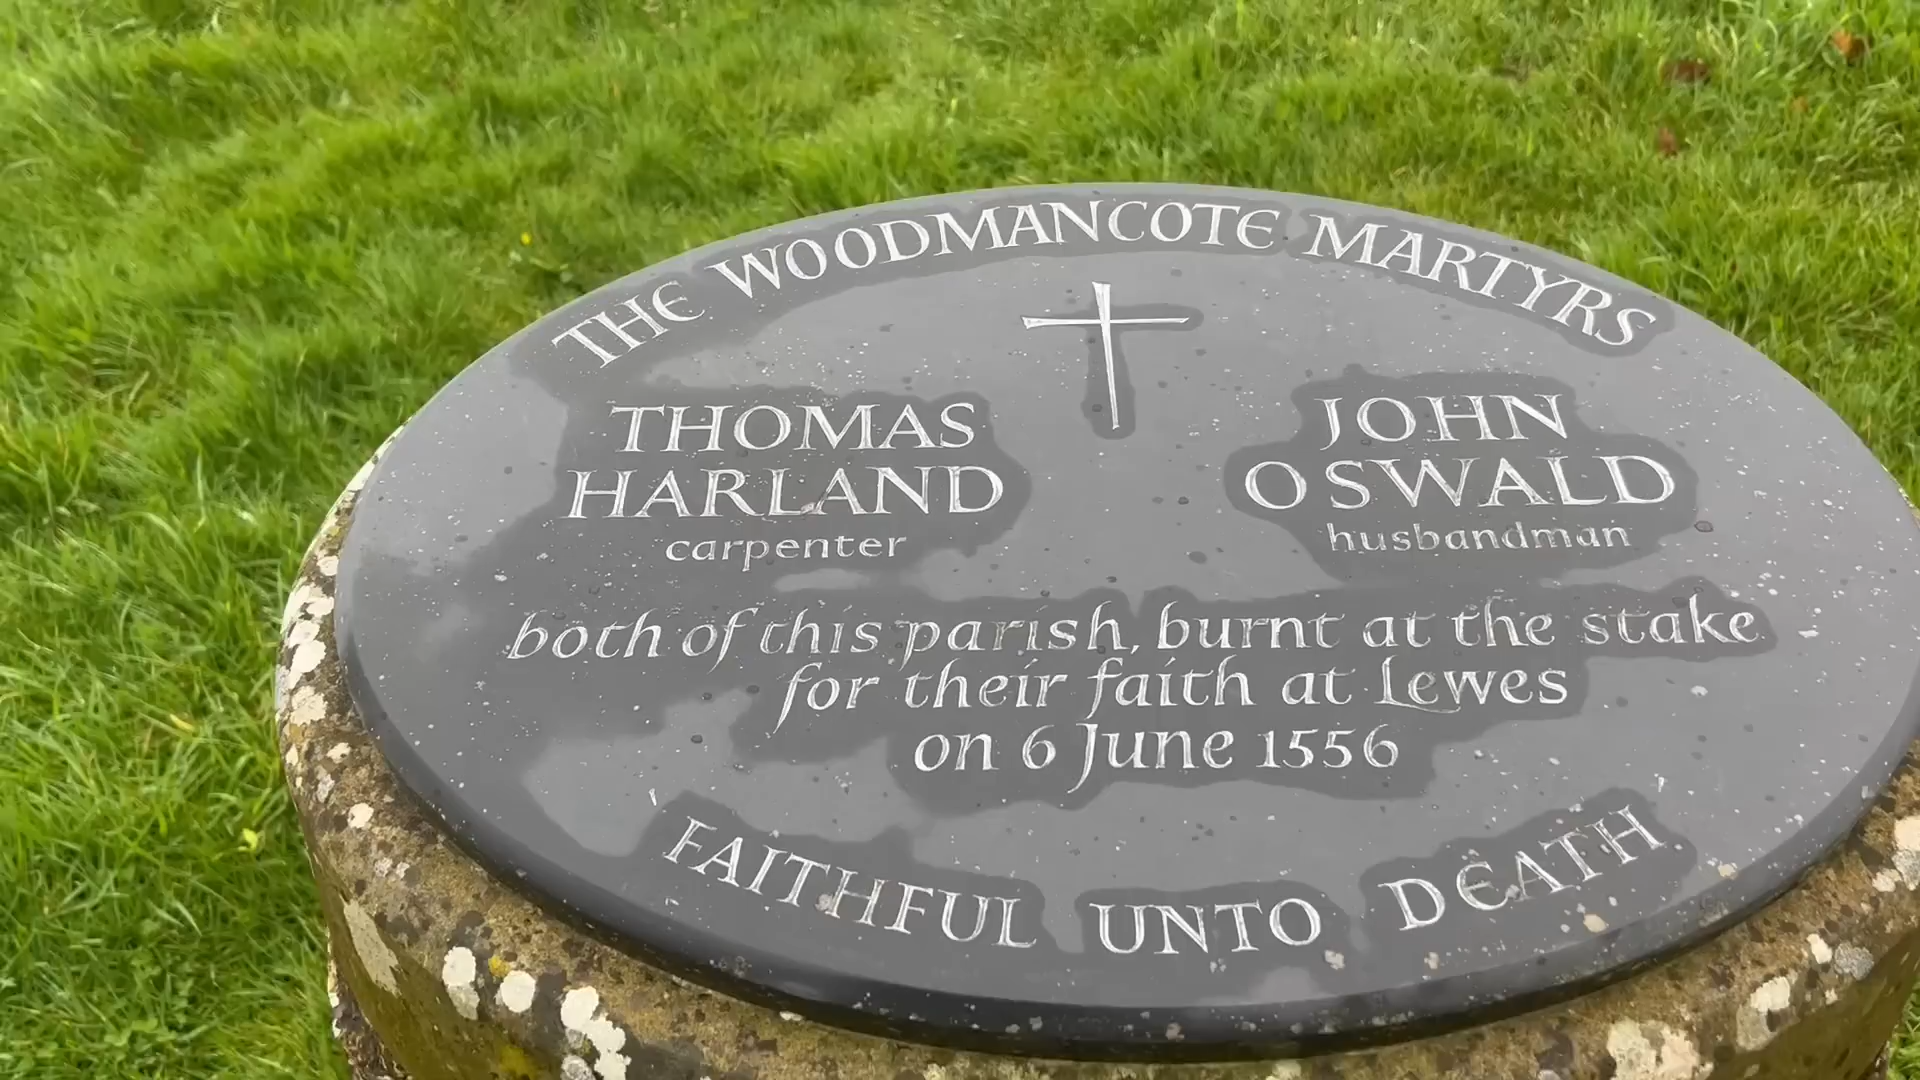 THE WOODMANCOTE MARTYRS
THOMAS
HARLAND
carpenter
JOHN
OSWALD
husbandman
both of this parish, burnt at the stake
for their faith at Lewes
on 6 June 1556
FAITHFUL UNTO DEATH